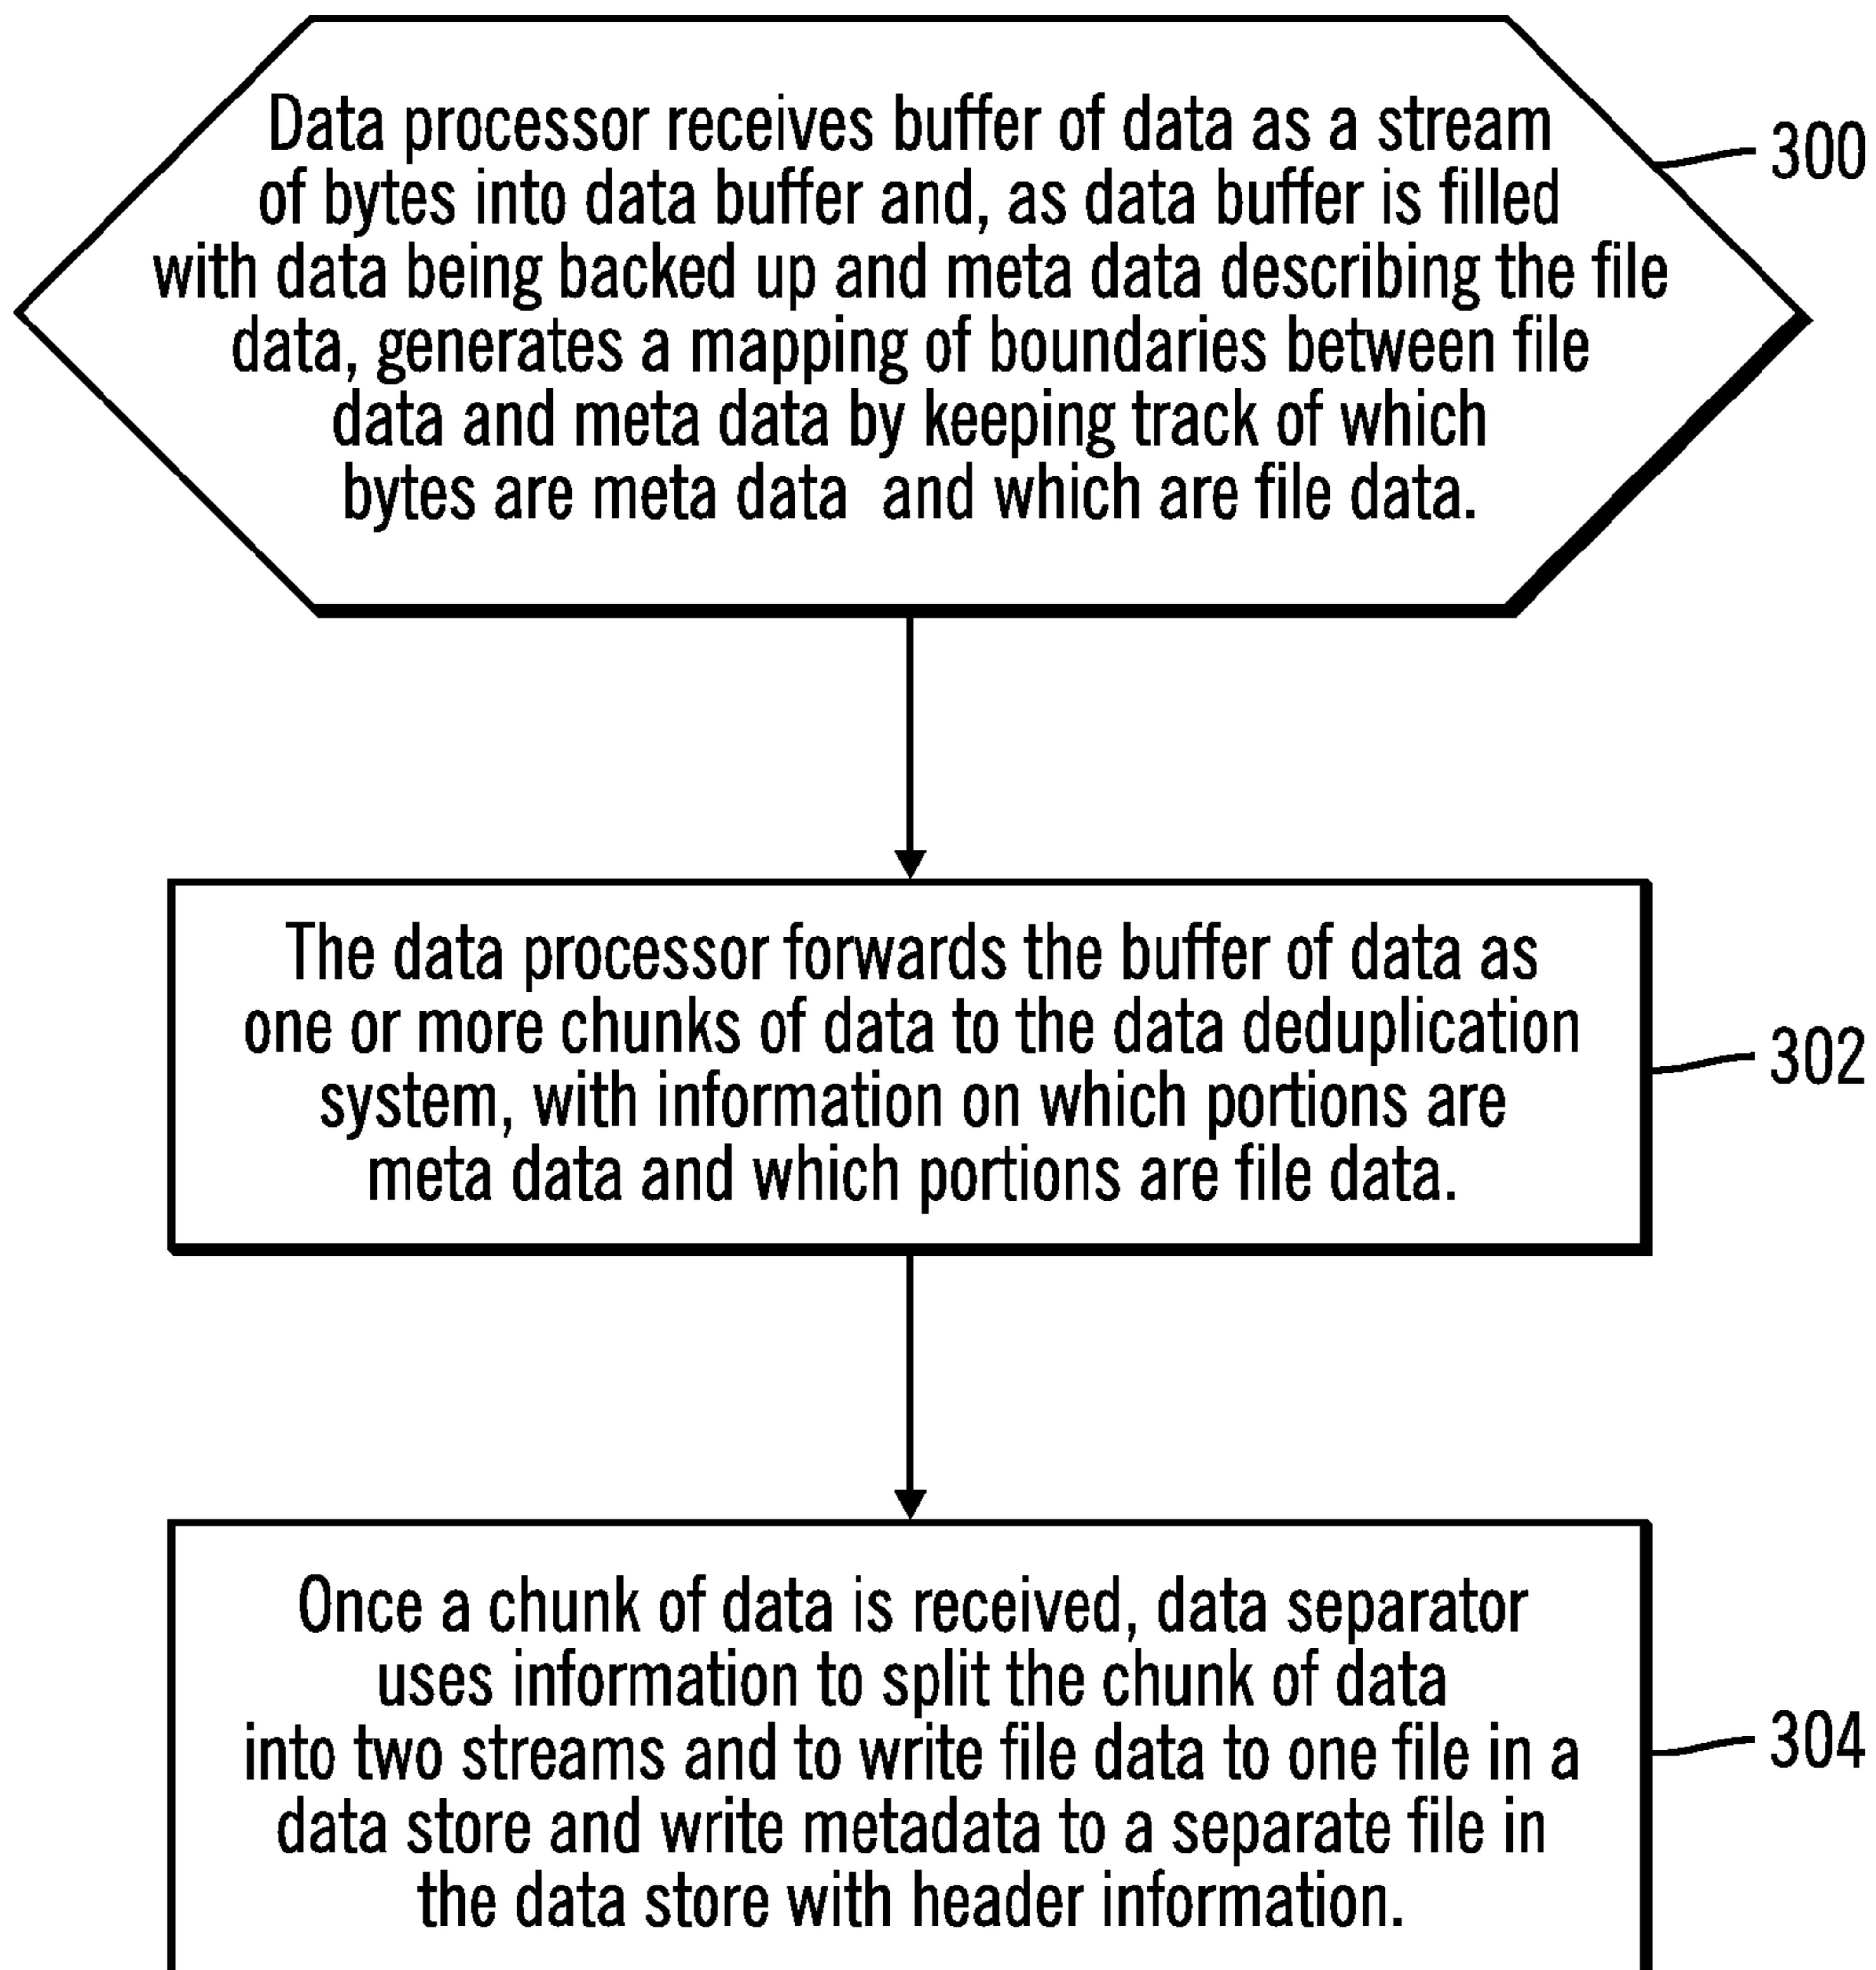 Data processor receives buffer of data as a stream
of bytes into data buffer and, as data buffer is filled
with data being backed up and meta data describing the file
data, generates a mapping of boundaries between file
data and meta data by keeping track of which
bytes are meta data  and which are file data.
300
The data processor forwards the buffer of data as
one or more chunks of data to the data deduplication
system, with information on which portions are
meta data and which portions are file data.
302
Once a chunk of data is received, data separator
uses information to split the chunk of data
into two streams and to write file data to one file in a
data store and write metadata to a separate file in
the data store with header information.
304